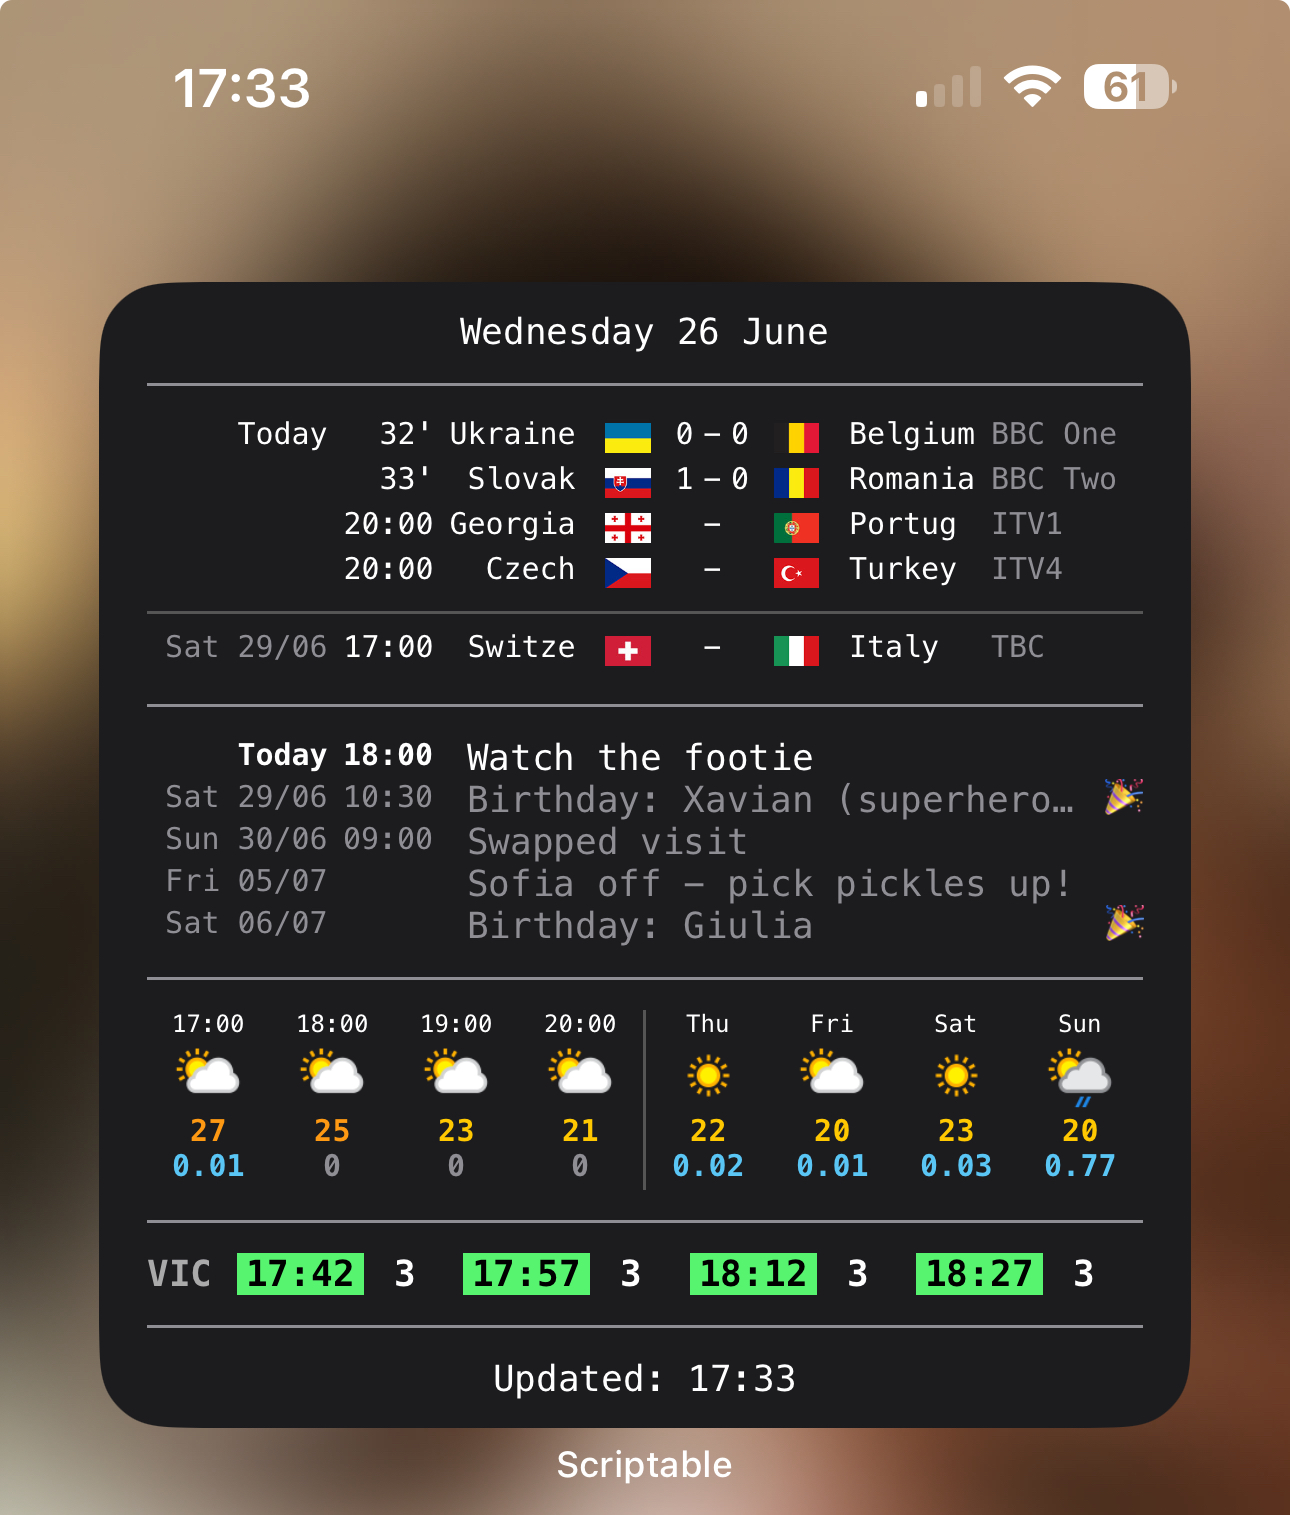 17:33 61
Wednesday 26 June
Today 32' Ukraine 0 – 0 Belgium BBC One
33' Slovak 1 – 0 Romania BBC Two
20:00 Georgia – Portug ITV1
20:00 Czech – Turkey ITV4
Sat 29/06 17:00 Switze – Italy TBC
Today 18:00 Watch the footie
Sat 29/06 10:30 Birthday: Xavian (superhero…
Sun 30/06 09:00 Swapped visit
Fri 05/07 Sofia off – pick pickles up!
Sat 06/07 Birthday: Giulia
17:00 18:00 19:00 20:00 Thu Fri Sat Sun
27 25 23 21 22 20 23 20
0.01 0 0 0 0.02 0.01 0.03 0.77
VIC 17:42 3 17:57 3 18:12 3 18:27 3
Updated: 17:33
Scriptable